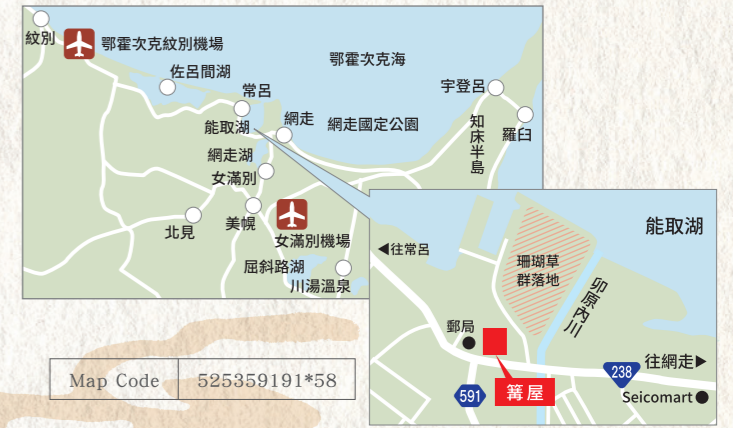 紋別
鄂霍次克紋別機場
鄂霍次克海
佐呂間湖
常呂
宇登呂
能取湖
網走
網走國定公園
知床半島
羅臼
網走湖
女滿別
美幌
北見
女滿別機場
屈斜路湖
川湯溫泉
能取湖
往常呂
珊瑚草
群落地
卯原內川
郵局
238
往網走
591
篝屋
Seicomart
Map Code 525359191*58